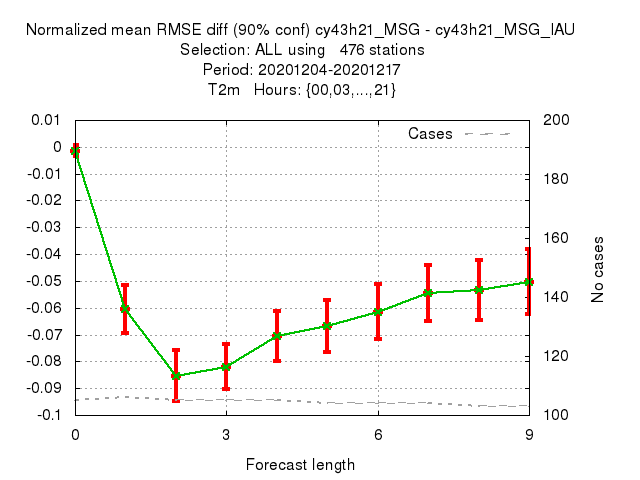 Normalized mean RMSE diff (90% conf) cy43h21_MSG - cy43h21_MSG_IAU
Selection: ALL using   476 stations
Period: 20201204-20201217
T2m   Hours: {00,03,...,21}
Cases
0.01
0
-0.01
-0.02
-0.03
-0.04
-0.05
-0.06
-0.07
-0.08
-0.09
-0.1
200
180
160
140
120
100
No cases
0 3 6 9
Forecast length